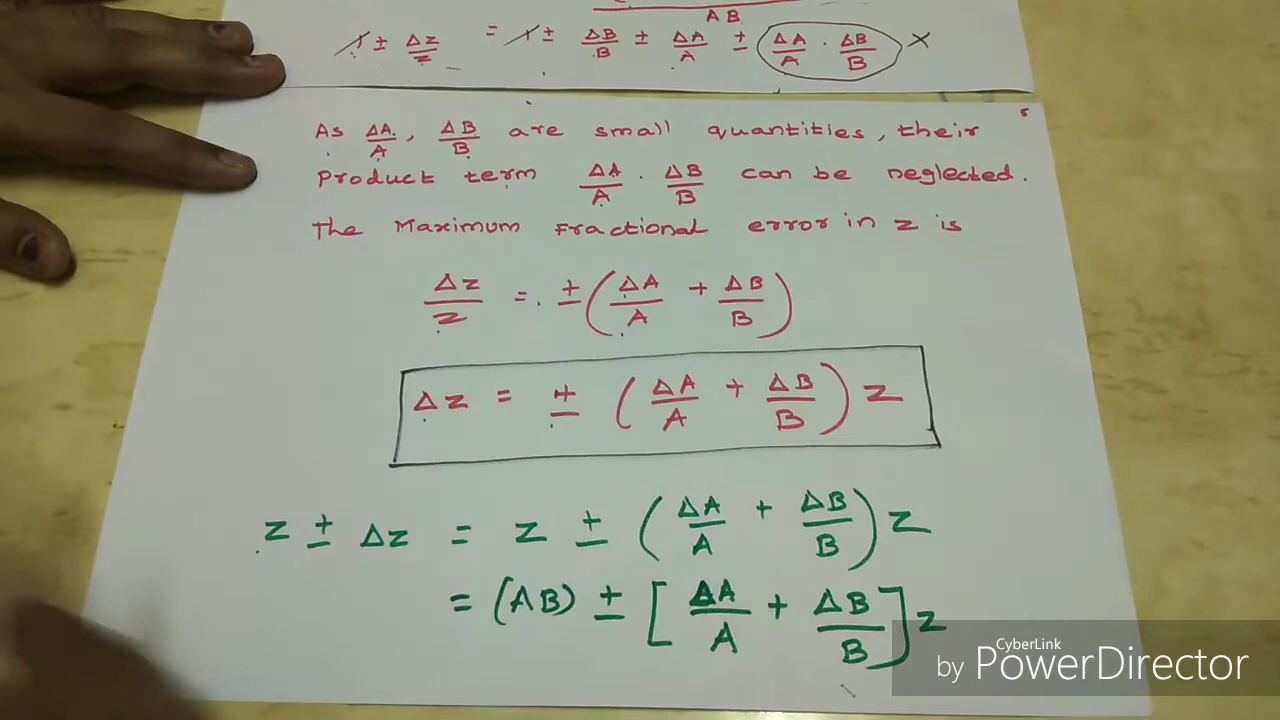 AB
1 ± Δz/z = 1 ± ΔB/B ± ΔA/A ± ΔA/A . ΔB/B ×
As ΔA/A, ΔB/B are small quantities, their
product term ΔA/A . ΔB/B can be neglected.
The Maximum Fractional error in z is
Δz/z = ±(ΔA/A + ΔB/B)
Δz = ± (ΔA/A + ΔB/B) z
z ± Δz = z ± (ΔA/A + ΔB/B) z
= (AB) ± [ΔA/A + ΔB/B] z
CyberLink
by PowerDirector